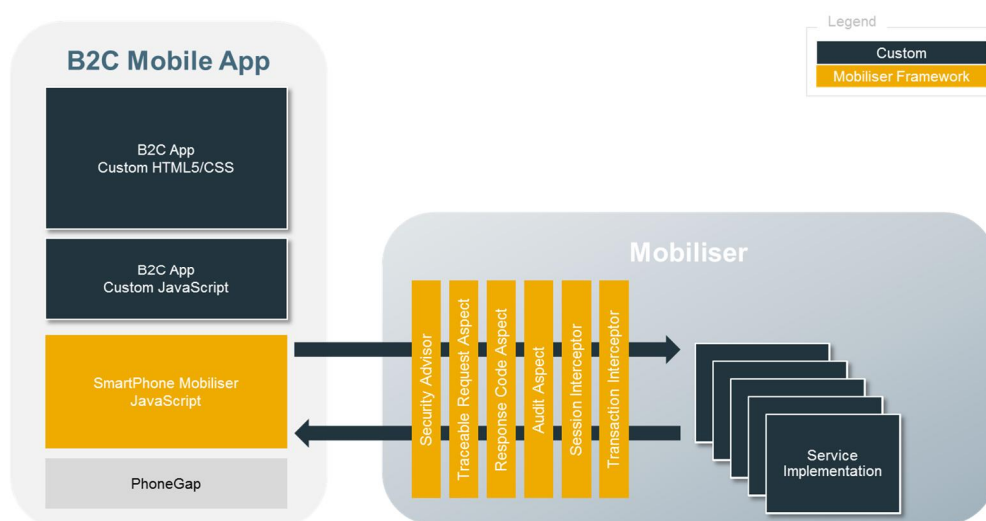 Legend
Custom
Mobiliser Framework
B2C Mobile App
B2C App
Custom HTML5/CSS
B2C App
Custom JavaScript
SmartPhone Mobiliser
JavaScript
PhoneGap
Mobiliser
Security Advisor
Traceable Request Aspect
Response Code Aspect
Audit Aspect
Session Interceptor
Transaction Interceptor
Service
Implementation